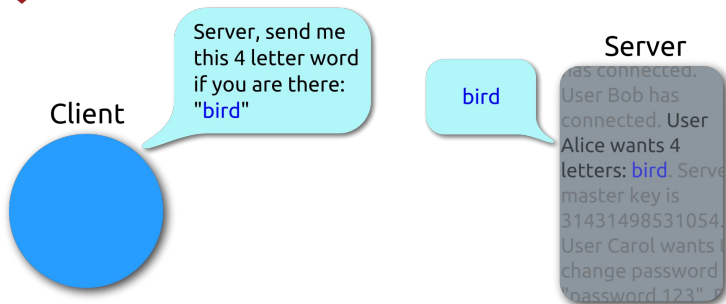 Client
Server, send me
this 4 letter word
if you are there:
"bird"
bird
Server
has connected.
User Bob has
connected. User
Alice wants 4
letters: bird. Serve
master key is
31431498531054.
User Carol wants t
change password
"password 123".